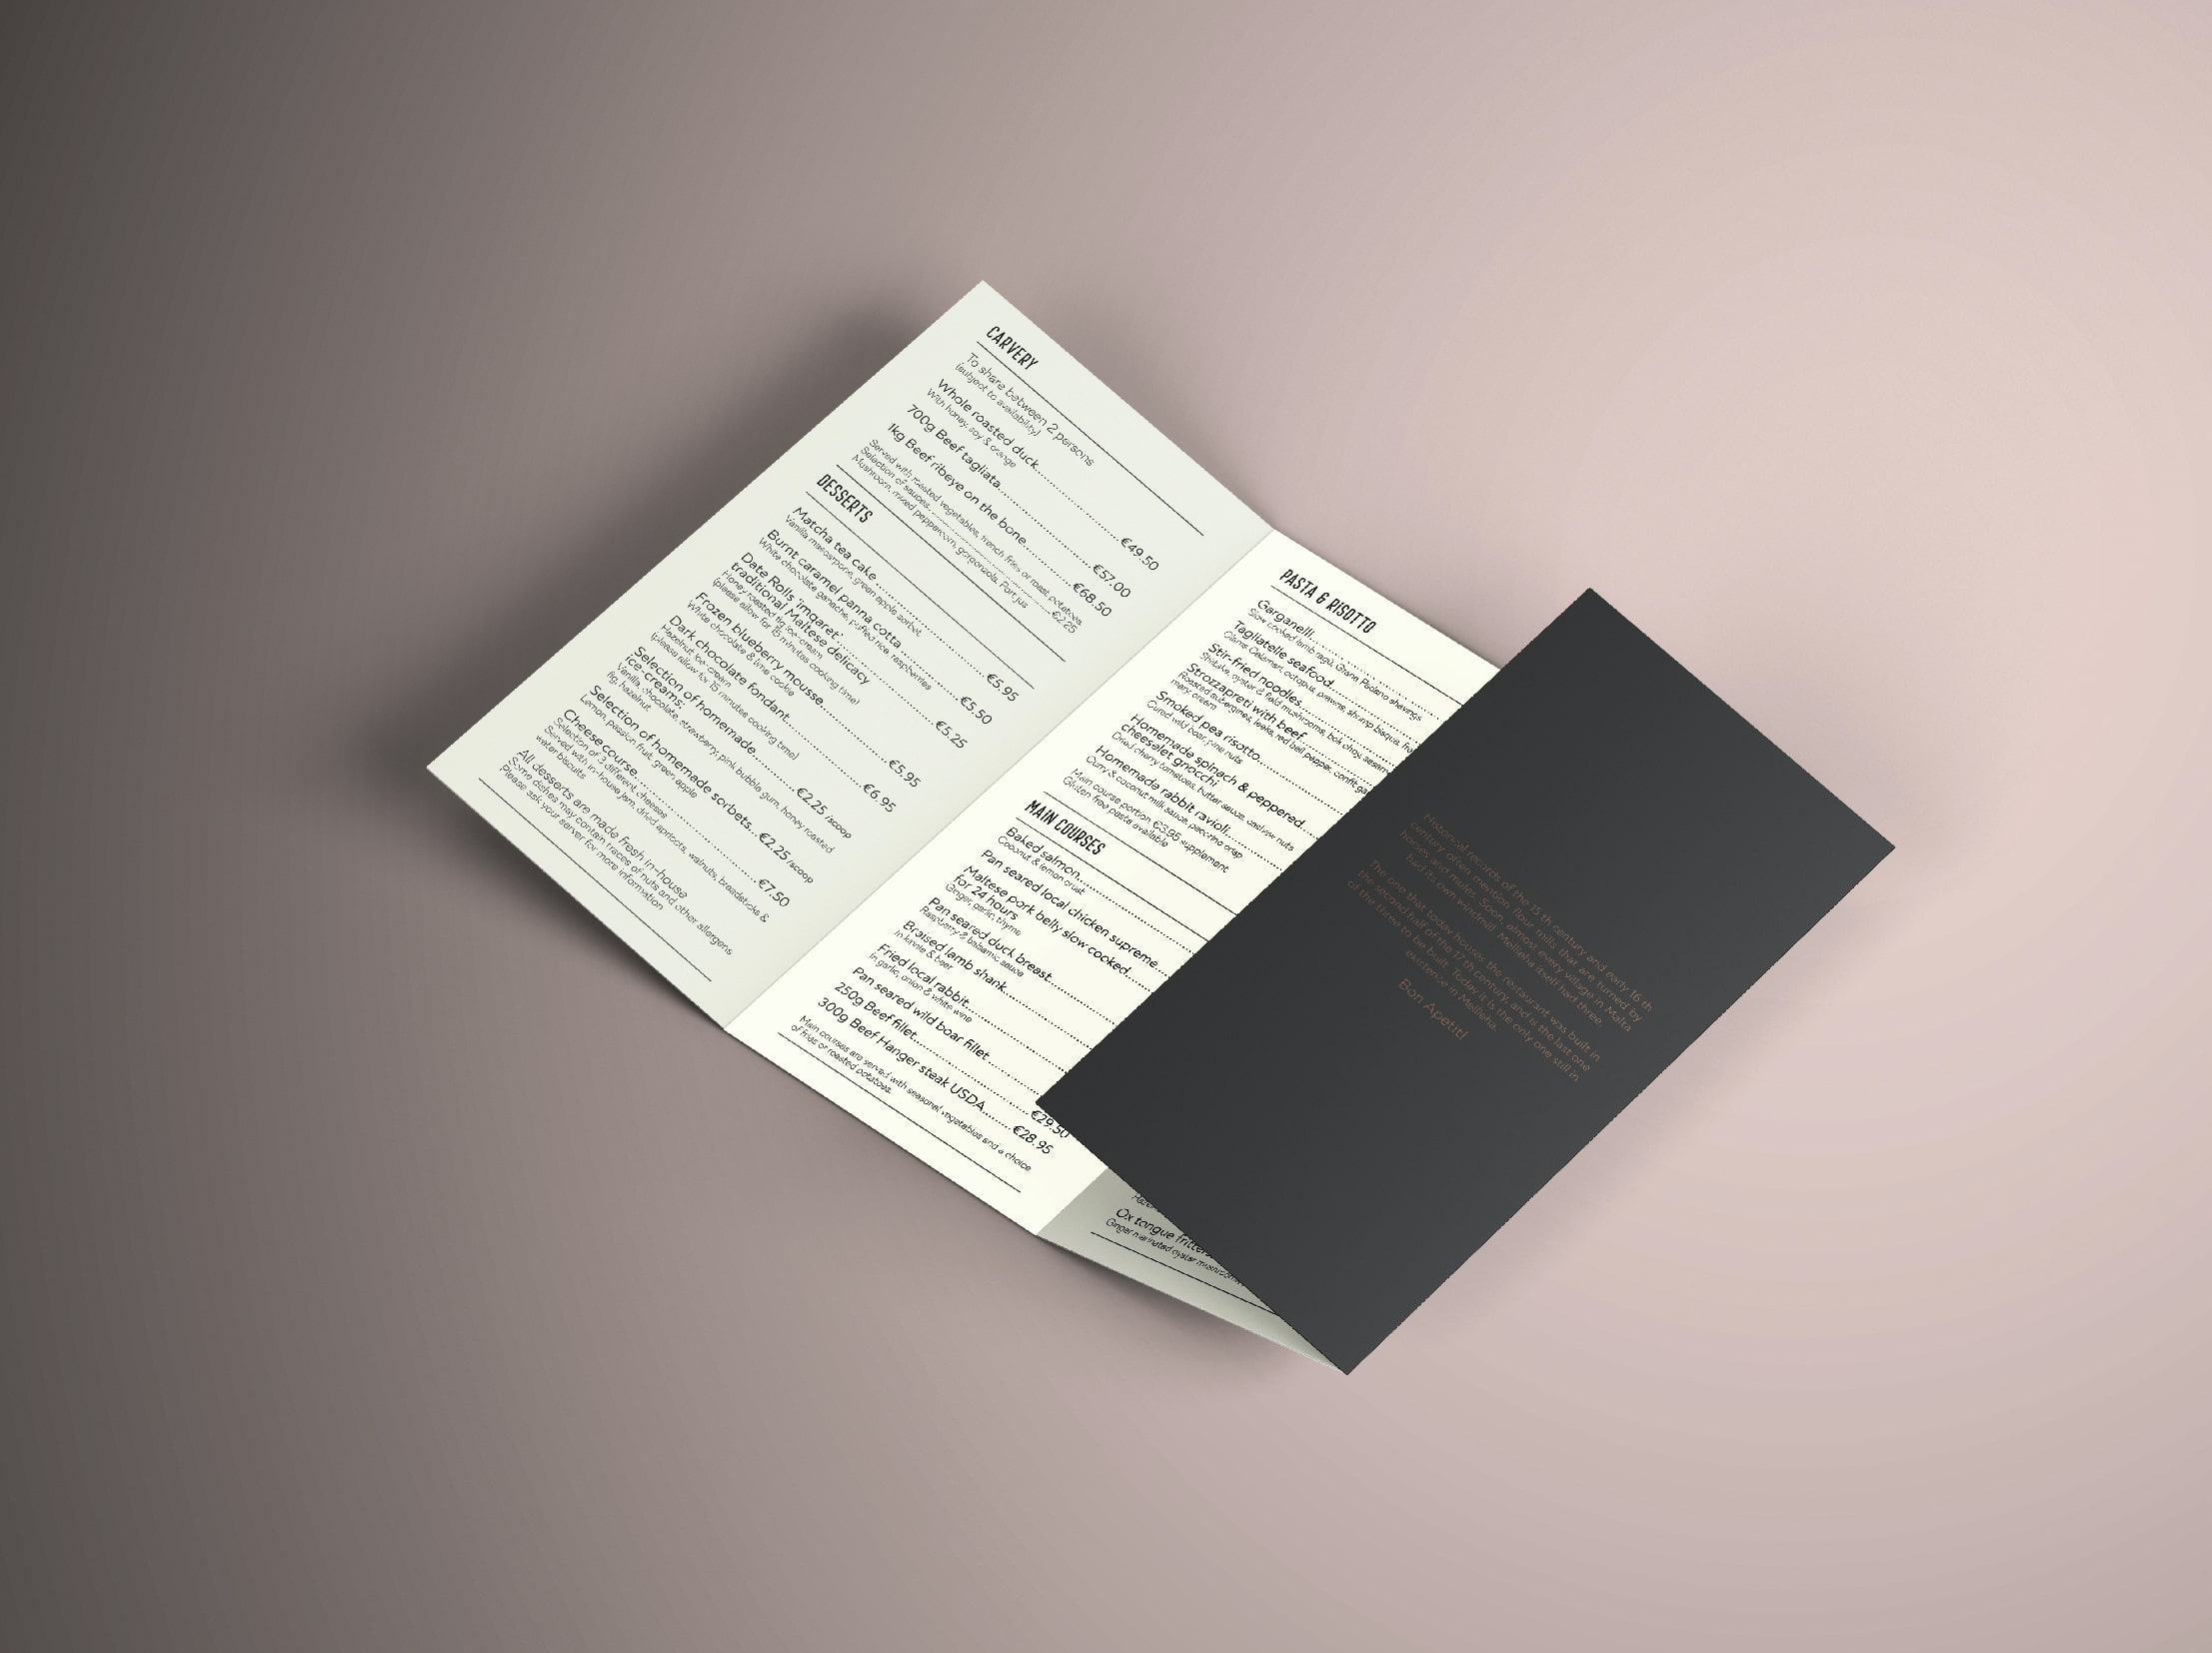 CARVERY
To share between 2 persons
(subject to availability)
Whole roasted duck................€49.50
With honey, soy & orange
700g Beef tagliata....................€57.00
1kg Beef ribeye on the bone...........€68.50
Served with roasted vegetables, french fries or roast potatoes
Selection of sauces..............................€2.25
Mushroom, mixed peppercorn, gorgonzola, Port jus
DESSERTS
Matcha tea cake........................€5.95
Vanilla mascarpone, green apple sorbet
Burnt caramel panna cotta............€5.50
White chocolate ganache, puffed rice, raspberries
Date Rolls 'imqaret'....................€5.25
traditional Maltese delicacy
Honey roasted fig ice-cream
(please allow for 15 minutes cooking time)
Frozen blueberry mousse............€5.95
White chocolate & lime cookie
Dark chocolate fondant...............€6.95
Hazelnut ice-cream
(please allow for 15 minutes cooking time)
Selection of homemade..........€2.25 /scoop
ice-creams:
Vanilla, chocolate, strawberry, pink bubble gum, honey roasted
fig, hazelnut
Selection of homemade sorbets...€2.25 /scoop
Lemon, passion fruit, green apple
Cheese course............................€7.50
Selection of 3 different cheeses
Served with in-house jam, dried apricots, walnuts, breadsticks &
water biscuits
All desserts are made fresh in-house
Some dishes may contain traces of nuts and other allergens
Please ask your server for more information
PASTA & RISOTTO
Garganelli
Slow cooked lamb ragù, Grana Padano shavings
Tagliatelle seafood
Clams, Calamari, octopus, prawns, shrimp bisque,
Stir-fried noodles
Shiitake, oyster & field mushrooms, bok choy,
Strozzapreti with beef
Roasted aubergines, leeks, red bell pepper, confit
Smoked pea risotto
Cured wild boar, pine nuts
Homemade spinach & peppered
cheeselet gnocchi
Dried cherry tomatoes, butter sauce, cashew nuts
Homemade rabbit ravioli
Curry & coconut milk sauce, pecorino crisp
Main course portion €3.95 supplement
Gluten free pasta available
MAIN COURSES
Baked salmon
Coconut & lemon crust
Pan seared local chicken supreme
Maltese pork belly slow cooked
for 24 hours
Ginger, garlic, thyme
Pan seared duck breast
Raspberry & balsamic sauce
Braised lamb shank
In kinnie & beer
Fried local rabbit
In garlic, onion & white wine
Pan seared wild boar fillet
250g Beef fillet................€29.50
300g Beef Hanger steak USDA.......€28.95
Main courses are served with seasonal vegetables and a choice
of fries or roasted potatoes.
Ox tongue fritters
Ginger marinated oyster
Historical records of the 15 th century and early 16 th
century often mention flour mills that are turned by
horses and mules. Soon, almost every village in Malta
had its own windmill. Mellieħa itself had three.
The one that today houses the restaurant was built in
the second half of the 17 th century, and is the last one
of the three to be built. Today it is the only one still in
existence in Mellieħa.
Bon Apetit!